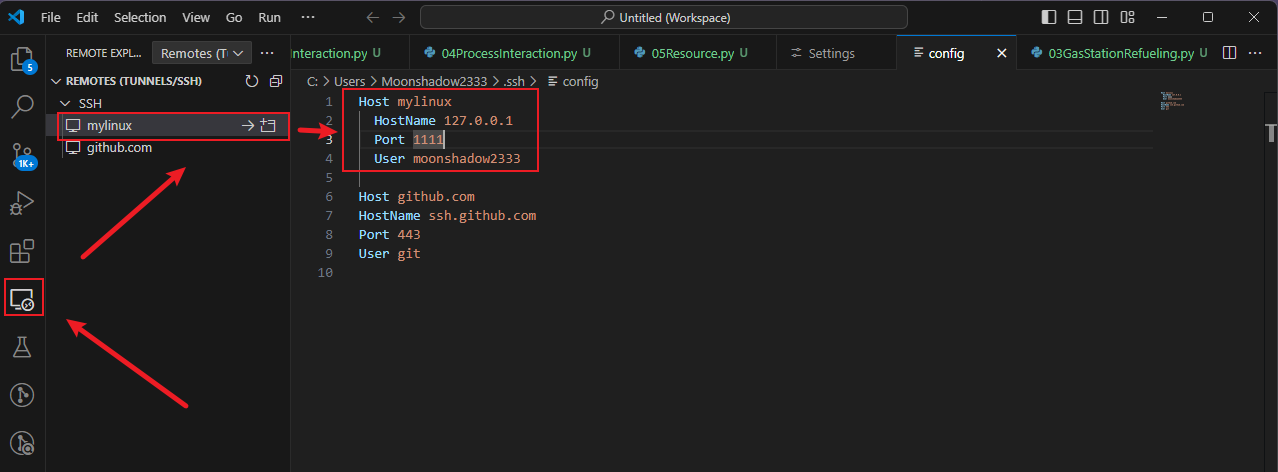 File Edit Selection View Go Run ··· Untitled (Workspace)
REMOTE EXPL... Remotes (T ···
REMOTES (TUNNELS/SSH)
SSH
mylinux
github.com
5
1K+
Interaction.py U 04ProcessInteraction.py U 05Resource.py U Settings config 03GasStationRefueling.py U ···
C: > Users > Moonshadow2333 > .ssh > config
1 Host mylinux
2 HostName 127.0.0.1
3 Port 1111
4 User moonshadow2333
5
6 Host github.com
7 HostName ssh.github.com
8 Port 443
9 User git
10